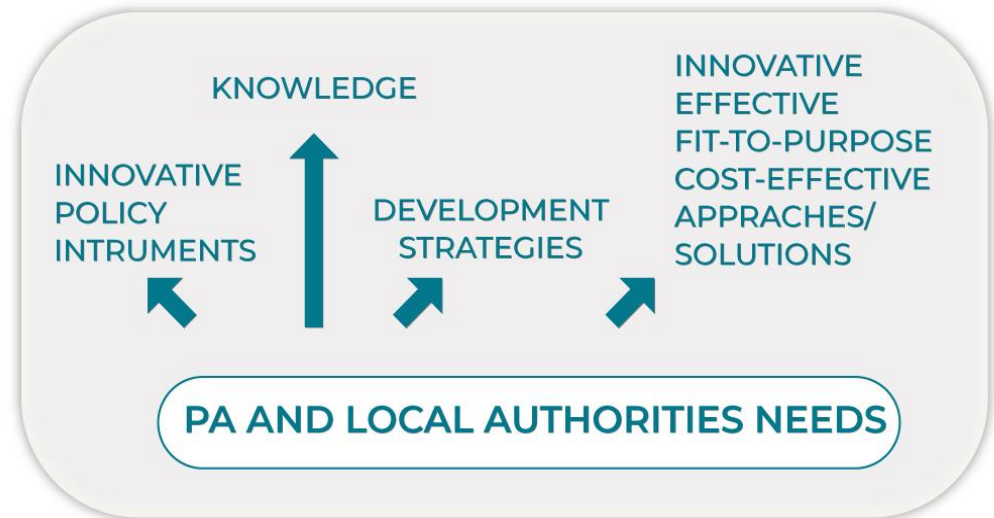 KNOWLEDGE
INNOVATIVE
POLICY
INTRUMENTS
DEVELOPMENT
STRATEGIES
INNOVATIVE
EFFECTIVE
FIT-TO-PURPOSE
COST-EFFECTIVE
APPRACHES/
SOLUTIONS
PA AND LOCAL AUTHORITIES NEEDS